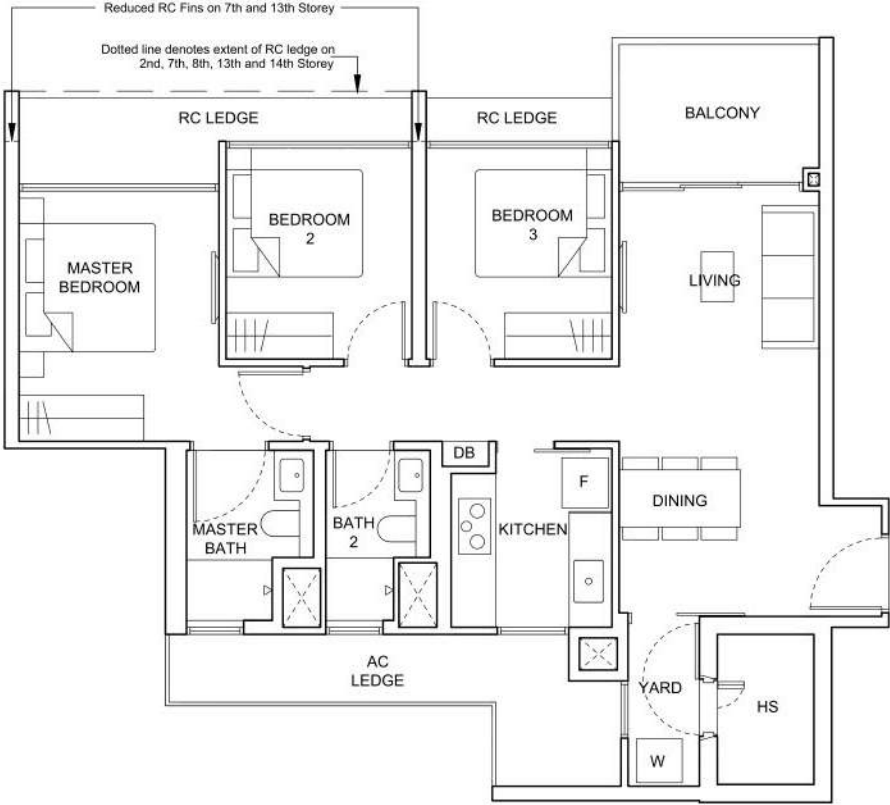 Reduced RC Fins on 7th and 13th Storey
Dotted line denotes extent of RC ledge on
2nd, 7th, 8th, 13th and 14th Storey
RC LEDGE
RC LEDGE
BALCONY
BEDROOM
2
BEDROOM
3
MASTER
BEDROOM
LIVING
DB
F
DINING
MASTER
BATH
BATH
2
KITCHEN
AC
LEDGE
YARD
HS
W